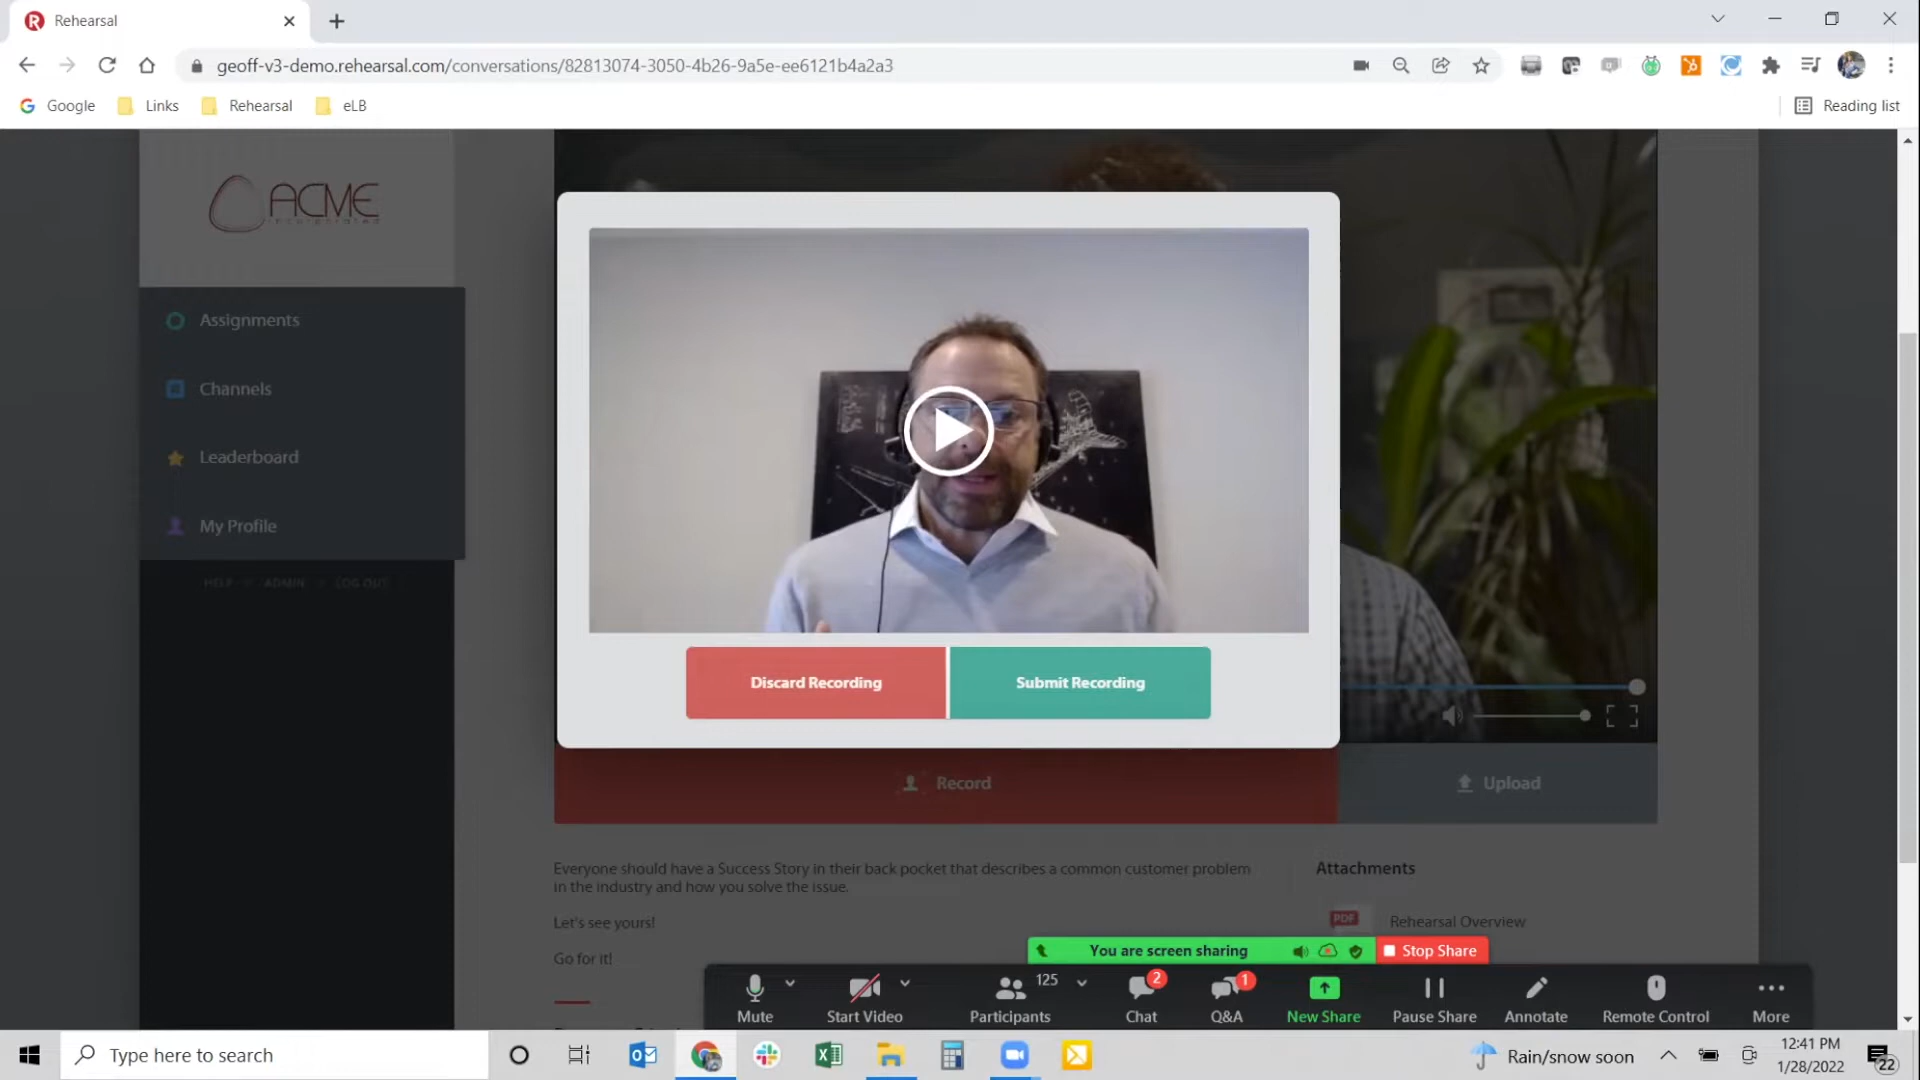 Rehearsal
geoff-v3-demo.rehearsal.com/conversations/82813074-3050-4b26-9a5e-ee6121b4a2a3
Google
Links
Rehearsal
eLB
Reading list
ACME
incorporated
Assignments
Channels
Leaderboard
My Profile
HELP
ADMIN
LOG OUT
Discard Recording
Submit Recording
Record
Upload
Everyone should have a Success Story in their back pocket that describes a common customer problem
in the industry and how you solve the issue.
Let's see yours!
Go for it!
Attachments
PDF
Rehearsal Overview
You are screen sharing
Stop Share
125
2
1
Mute
Start Video
Participants
Chat
Q&A
New Share
Pause Share
Annotate
Remote Control
More
Type here to search
Rain/snow soon
12:41 PM
1/28/2022
22